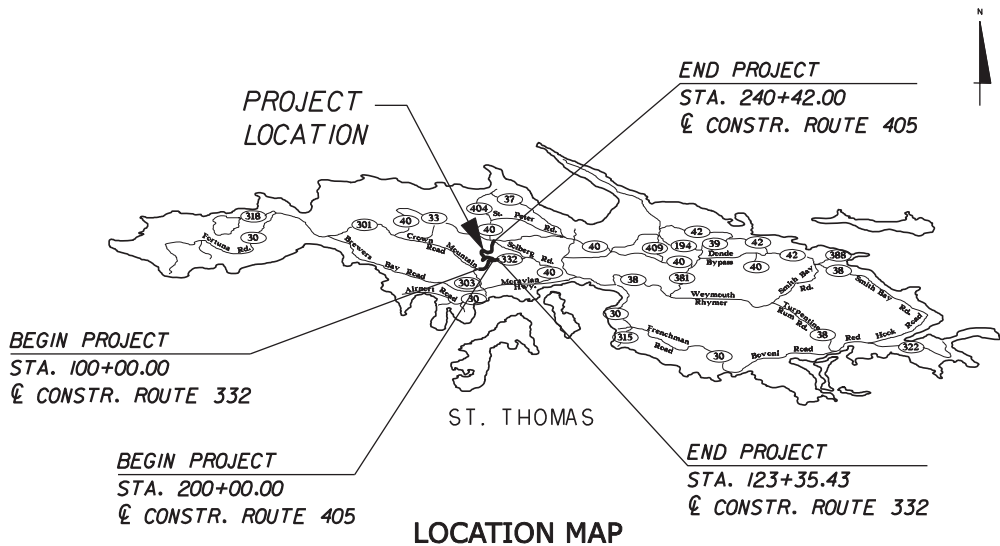 N
END PROJECT
STA. 240+42.00
℄ CONSTR. ROUTE 405
PROJECT
LOCATION
318
30
Fortuna
Rd.
301
40
33
404
37
St. Peter
Rd.
40
Crown Mountain
Road
Solberg Rd.
332
Brewers Bay Road
303
Airport Road
30
Moravian
Hwy.
40
40
409
194
42
39
42
Donde
Bypass
40
381
40
42
388
38
Smith Bay
Rd.
Smith Bay Rd.
38
Weymouth
Rhymer
Turpentine
Run Rd.
38
30
315
Frenchman
Road
30
Bovoni Road
Red Hook Road
322
BEGIN PROJECT
STA. 100+00.00
℄ CONSTR. ROUTE 332
ST. THOMAS
BEGIN PROJECT
STA. 200+00.00
℄ CONSTR. ROUTE 405
END PROJECT
STA. 123+35.43
℄ CONSTR. ROUTE 332
LOCATION MAP